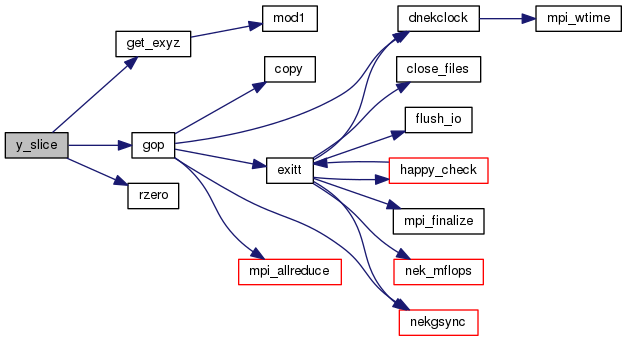 y_slice
get_exyz
mod1
gop
rzero
copy
exitt
mpi_allreduce
dnekclock
mpi_wtime
close_files
flush_io
happy_check
mpi_finalize
nek_mflops
nekgsync